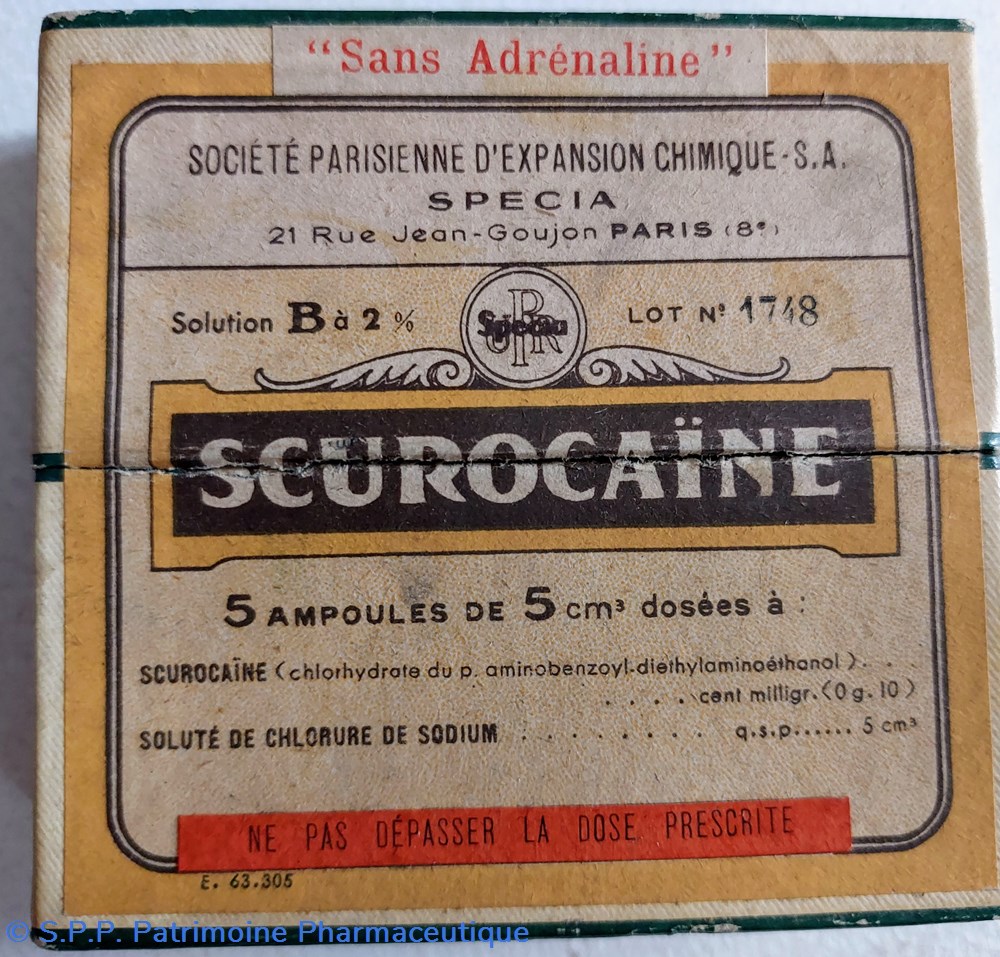 “Sans Adrénaline”
SOCIÉTÉ PARISIENNE D'EXPANSION CHIMIQUE-S.A.
SPECIA
21 Rue Jean-Goujon PARIS (8e)
Solution B à 2 %
Specia
LOT No 1748
SCUROCAÏNE
5 AMPOULES DE 5 cm³ dosées à :
SCUROCAÏNE (chlorhydrate du p. aminobenzoyl-diéthylaminoéthanol). . .
. . . . cent milligr. (0 g. 10)
SOLUTÉ DE CHLORURE DE SODIUM . . . . . . . . q.s.p...... 5 cm³
NE PAS DÉPASSER LA DOSE PRESCRITE
E. 63.305
© S.P.P. Patrimoine Pharmaceutique